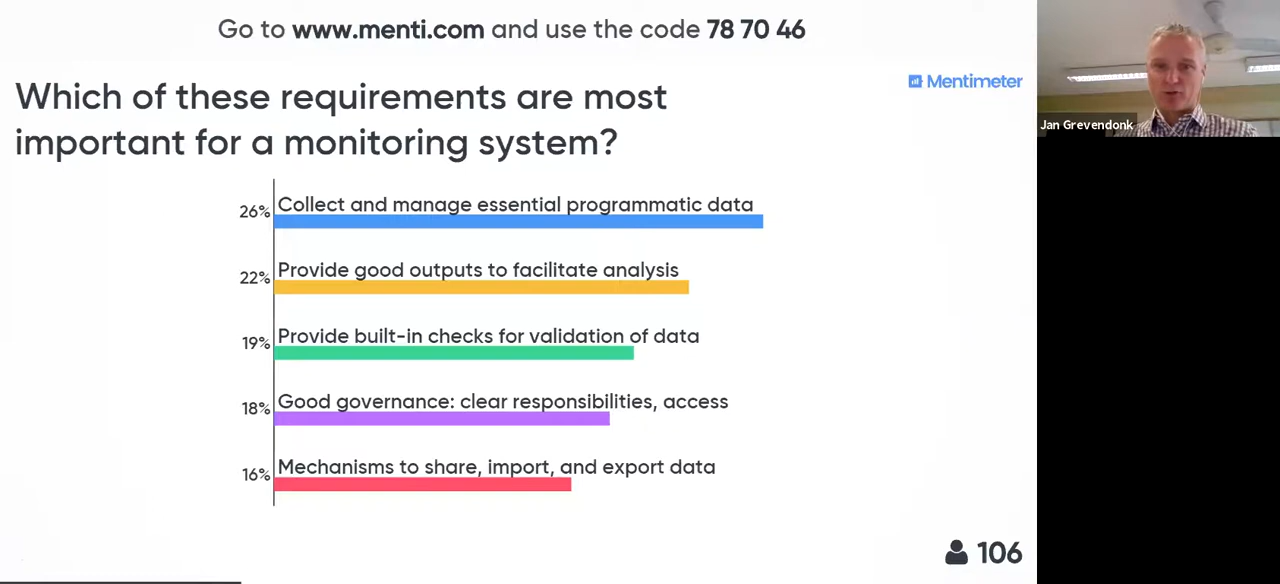 Go to www.menti.com and use the code 78 70 46
Mentimeter
Which of these requirements are most
important for a monitoring system?
26% Collect and manage essential programmatic data
22% Provide good outputs to facilitate analysis
19% Provide built-in checks for validation of data
18% Good governance: clear responsibilities, access
16% Mechanisms to share, import, and export data
106
Jan Grevendonk